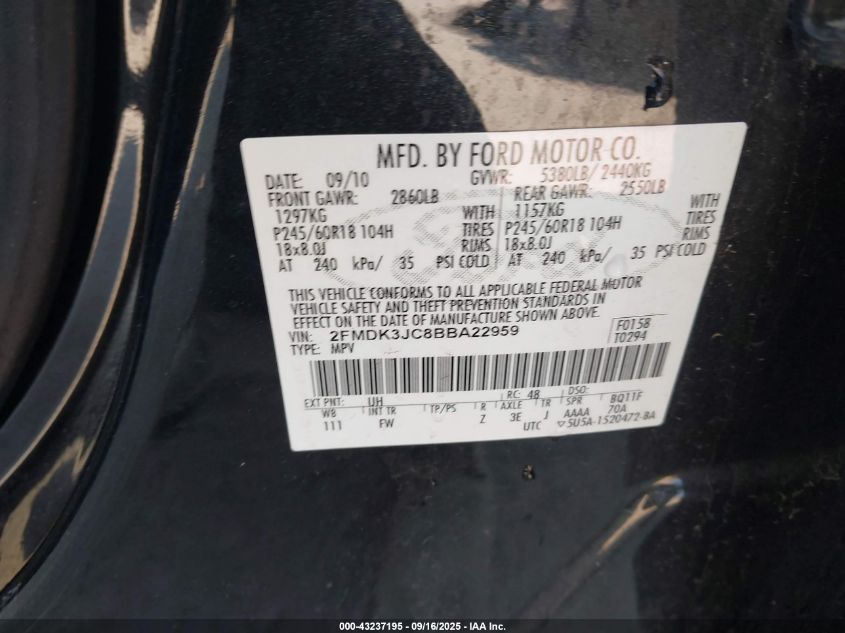 MFD. BY FORD MOTOR CO.
DATE: 09/10 GVWR: 5380LB/ 2440KG
FRONT GAWR: 2860LB REAR GAWR: 2550LB
1297KG WITH 1157KG WITH
P245/60R18 104H TIRES P245/60R18 104H TIRES
18x8.0J RIMS 18x8.0J RIMS
AT 240 kPa/ 35 PSI COLD AT 240 kPa/ 35 PSI COLD
THIS VEHICLE CONFORMS TO ALL APPLICABLE FEDERAL MOTOR
VEHICLE SAFETY AND THEFT PREVENTION STANDARDS IN
EFFECT ON THE DATE OF MANUFACTURE SHOWN ABOVE.
VIN: 2FMDK3JC8BBA22959 F0158
TYPE: MPV T0294
EXT PNT: UH RC: 48 DSO:
WB INT TR TP/PS R AXLE TR SPR BQ11F
111 FW Z 3E J AAAA 70A
UTC ▽5U5A-1520472-BA
000-43237195 - 09/16/2025 - IAA Inc.